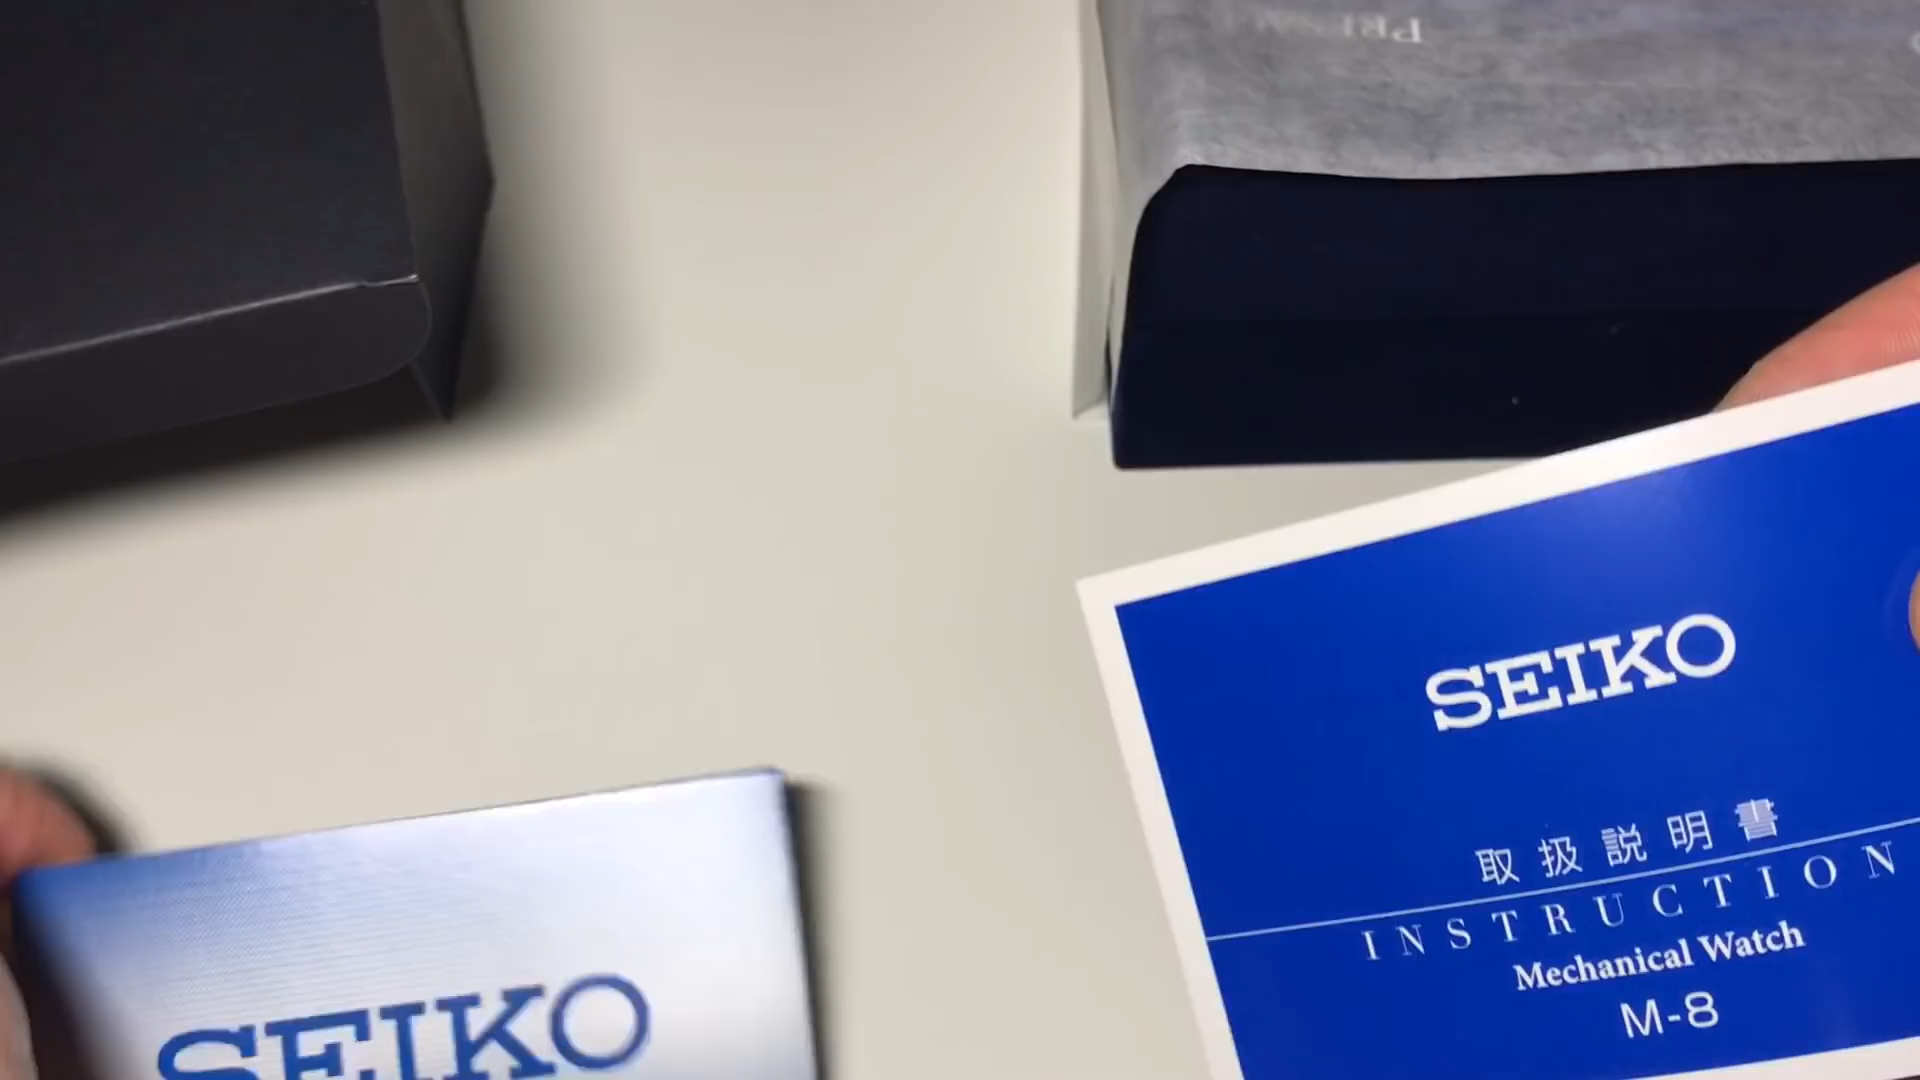 SEIKO
取扱説明書
INSTRUCTION
Mechanical Watch
M-8
SEIKO